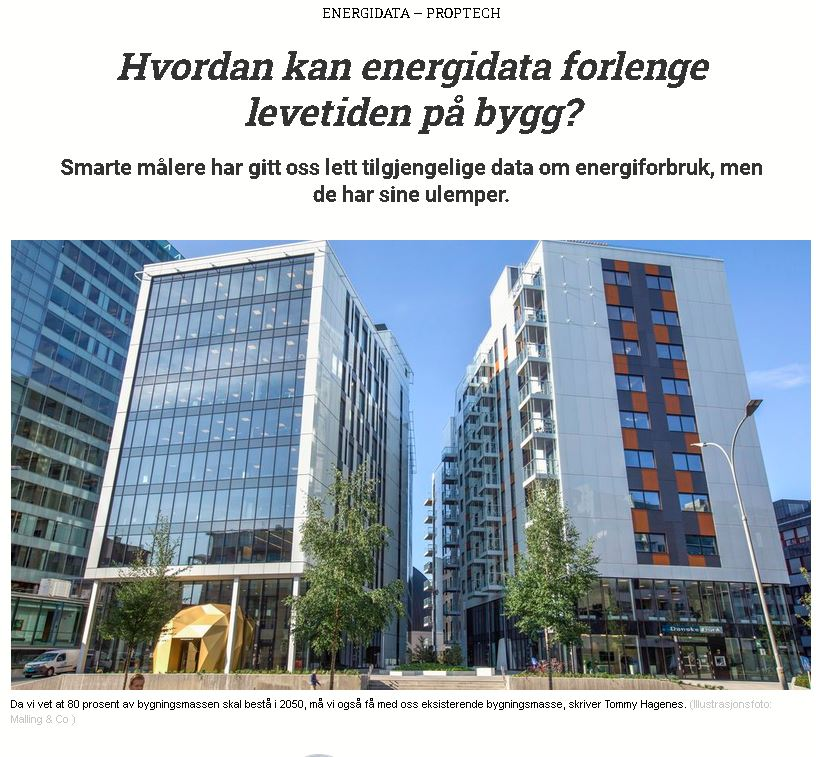 ENERGIDATA – PROPTECH
Hvordan kan energidata forlenge
levetiden på bygg?
Smarte målere har gitt oss lett tilgjengelige data om energiforbruk, men
de har sine ulemper.
Danske Bank
Da vi vet at 80 prosent av bygningsmassen skal bestå i 2050, må vi også få med oss eksisterende bygningsmasse, skriver Tommy Hagenes. (Illustrasjonsfoto:
Malling & Co )